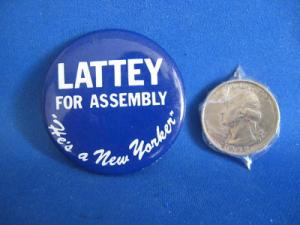 LATTEY
FOR ASSEMBLY
"He's a New Yorker"